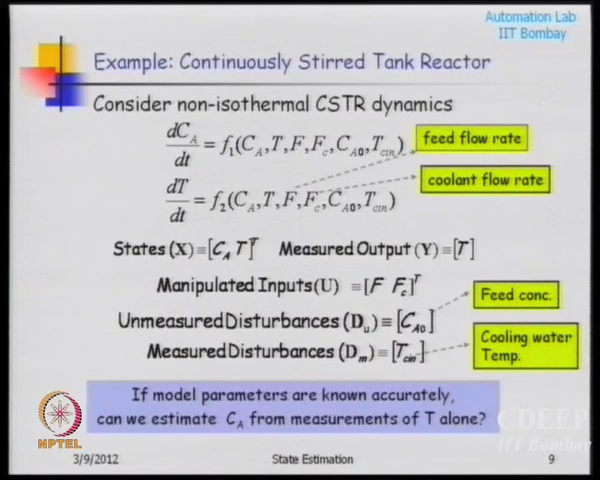 Automation Lab
IIT Bombay
Example: Continuously Stirred Tank Reactor
Consider non-isothermal CSTR dynamics
dC_A/dt = f_1(C_A, T, F, F_c, C_A0, T_cin)
feed flow rate
dT/dt = f_2(C_A, T, F, F_c, C_A0, T_cin)
coolant flow rate
States (X) ≡ [C_A T]^T Measured Output (Y) ≡ [T]
Manipulated Inputs (U) ≡ [F F_c]^T
Feed conc.
Unmeasured Disturbances (D_u) ≡ [C_A0]
Measured Disturbances (D_m) ≡ [T_cin]
Cooling water
Temp.
If model parameters are known accurately,
can we estimate C_A from measurements of T alone?
NPTEL
CDEEP
IIT Bombay
3/9/2012 State Estimation 9